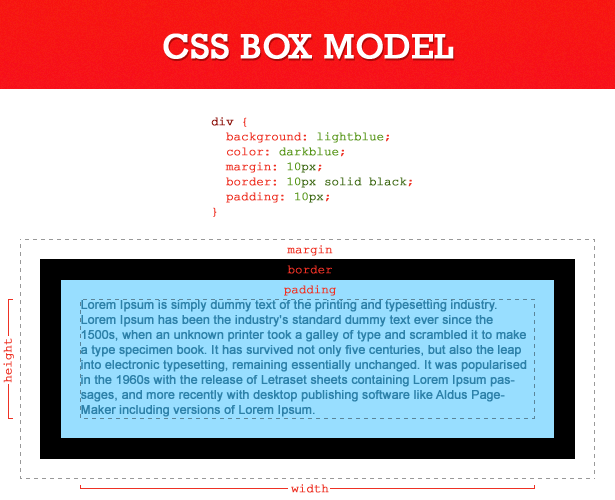 CSS BOX MODEL
div {
background: lightblue;
color: darkblue;
margin: 10px;
border: 10px solid black;
padding: 10px;
}
margin
border
padding
Lorem Ipsum is simply dummy text of the printing and typesetting industry.
Lorem Ipsum has been the industry's standard dummy text ever since the
1500s, when an unknown printer took a galley of type and scrambled it to make
a type specimen book. It has survived not only five centuries, but also the leap
into electronic typesetting, remaining essentially unchanged. It was popularised
in the 1960s with the release of Letraset sheets containing Lorem Ipsum pas-
sages, and more recently with desktop publishing software like Aldus Page-
Maker including versions of Lorem Ipsum.
height
width